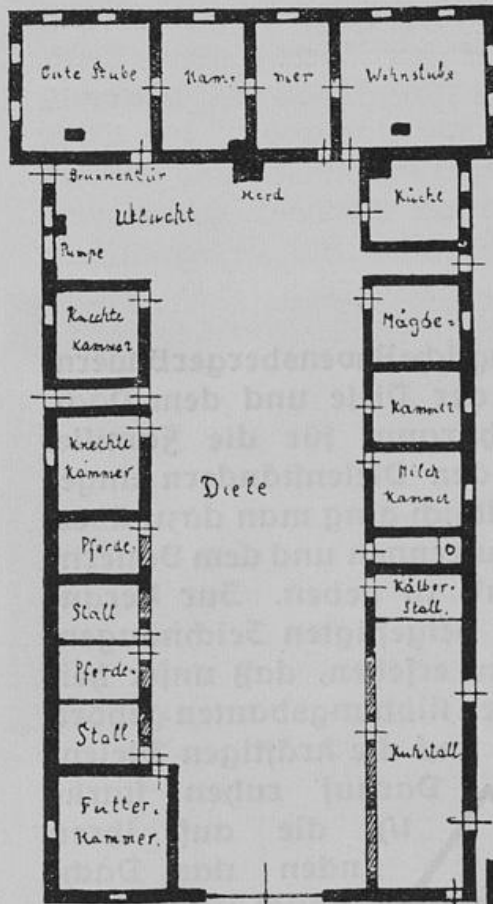 Gute Stube
Kam-
mer
Wohnstube
Brunnentür
Herd
Küche
Utlucht
Pumpe
Knechte
Kammer
Mägde-
Kammer
Knechte
Kammer
Milch
Kammer
Diele
Pferde
Stall
Kälber-
Stall.
Pferde
Stall
Kuhstall
Futter-
Kammer.